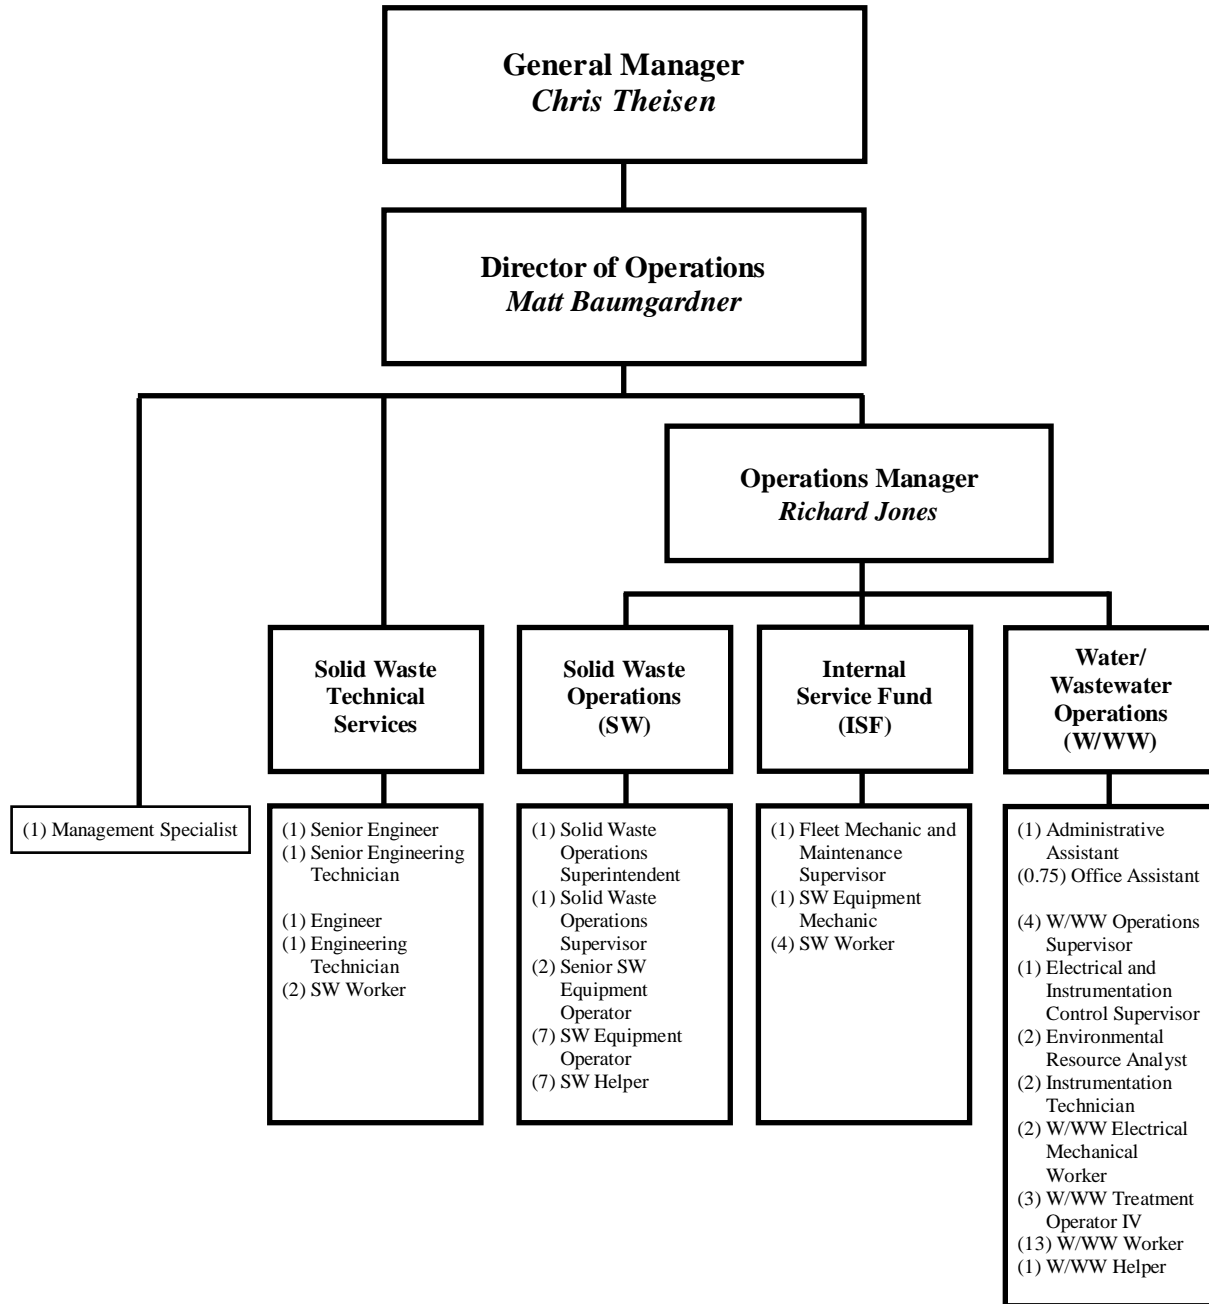 General Manager
Chris Theisen
Director of Operations
Matt Baumgardner
Operations Manager
Richard Jones
Solid Waste
Technical
Services
Solid Waste
Operations
(SW)
Internal
Service Fund
(ISF)
Water/
Wastewater
Operations
(W/WW)
(1) Management Specialist
(1) Senior Engineer
(1) Senior Engineering
Technician
(1) Engineer
(1) Engineering
Technician
(2) SW Worker
(1) Solid Waste
Operations
Superintendent
(1) Solid Waste
Operations
Supervisor
(2) Senior SW
Equipment
Operator
(7) SW Equipment
Operator
(7) SW Helper
(1) Fleet Mechanic and
Maintenance
Supervisor
(1) SW Equipment
Mechanic
(4) SW Worker
(1) Administrative
Assistant
(0.75) Office Assistant
(4) W/WW Operations
Supervisor
(1) Electrical and
Instrumentation
Control Supervisor
(2) Environmental
Resource Analyst
(2) Instrumentation
Technician
(2) W/WW Electrical
Mechanical
Worker
(3) W/WW Treatment
Operator IV
(13) W/WW Worker
(1) W/WW Helper